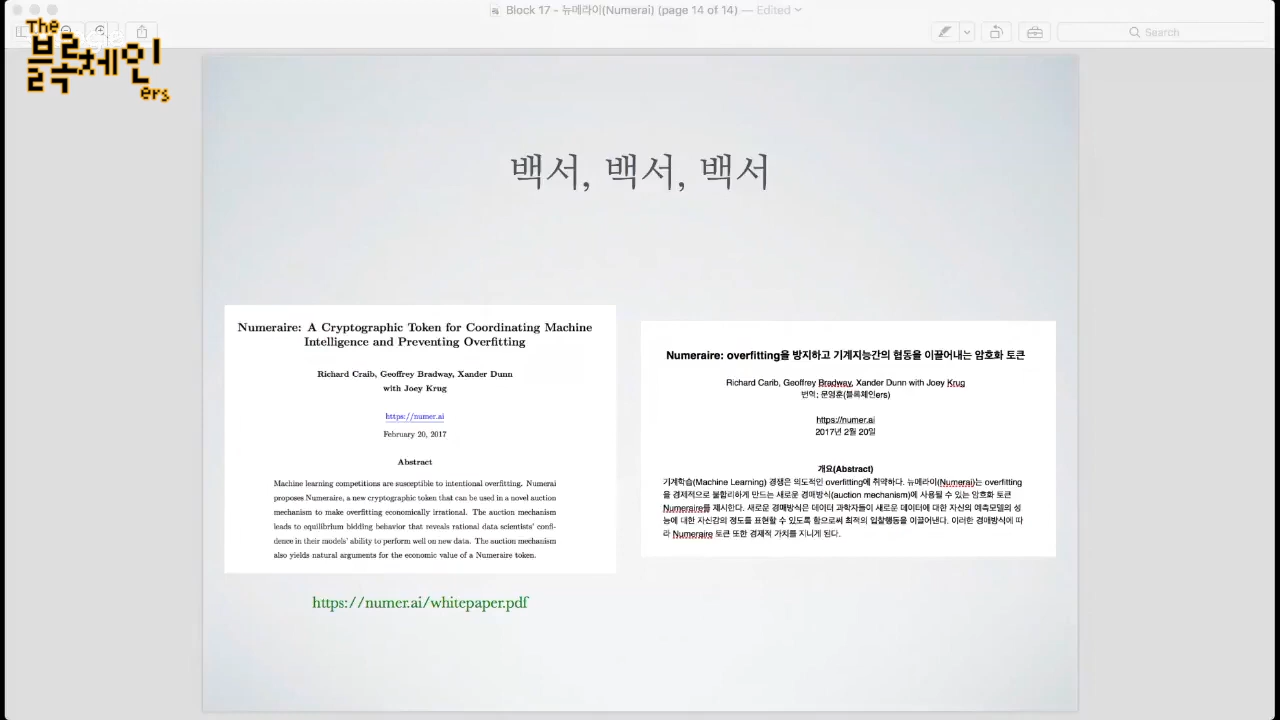 Block 17 - 뉴메라이(Numerai) (page 14 of 14) — Edited
The
블록체인
ers
Search
백서, 백서, 백서
Numeraire: A Cryptographic Token for Coordinating Machine
Intelligence and Preventing Overfitting
Richard Craib, Geoffrey Bradway, Xander Dunn
with Joey Krug
https://numer.ai
February 20, 2017
Abstract
Machine learning competitions are susceptible to intentional overfitting. Numerai
proposes Numeraire, a new cryptographic token that can be used in a novel auction
mechanism to make overfitting economically irrational. The auction mechanism
leads to equilibrium bidding behavior that reveals rational data scientists' confi-
dence in their models' ability to perform well on new data. The auction mechanism
also yields natural arguments for the economic value of a Numeraire token.
https://numer.ai/whitepaper.pdf
Numeraire: overfitting을 방지하고 기계지능간의 협동을 이끌어내는 암호화 토큰
Richard Carib, Geoffrey Bradway, Xander Dunn with Joey Krug
번역: 문영훈(블록체인ers)
https://numer.ai
2017년 2월 20일
개요(Abstract)
기계학습(Machine Learning) 경쟁은 의도적인 overfitting에 취약하다. 뉴메라이(Numerai)는 overfitting
을 경제적으로 불합리하게 만드는 새로운 경매방식(auction mechanism)에 사용될 수 있는 암호화 토큰
Numeraire를 제시한다. 새로운 경매방식은 데이터 과학자들이 새로운 데이터에 대한 자신의 예측모델의 성
능에 대한 자신감의 정도를 표현할 수 있도록 함으로써 최적의 입찰행동을 이끌어낸다. 이러한 경매방식에 따
라 Numeraire 토큰 또한 경제적 가치를 지니게 된다.